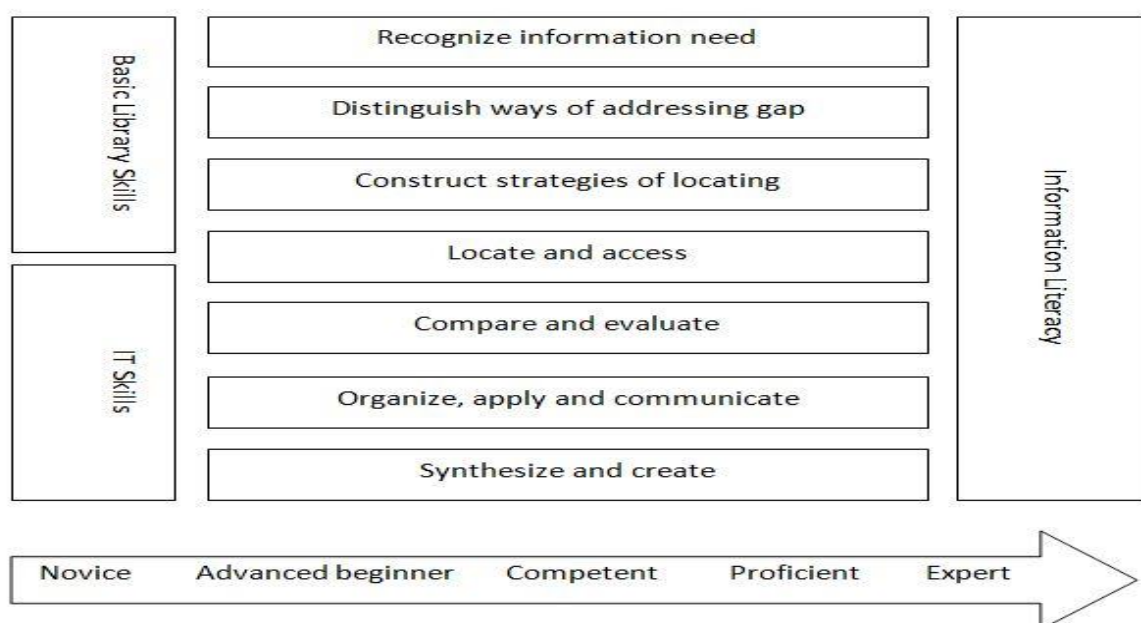 Basic Library Skills
IT Skills
Recognize information need
Distinguish ways of addressing gap
Construct strategies of locating
Locate and access
Compare and evaluate
Organize, apply and communicate
Synthesize and create
Information Literacy
Novice Advanced beginner Competent Proficient Expert